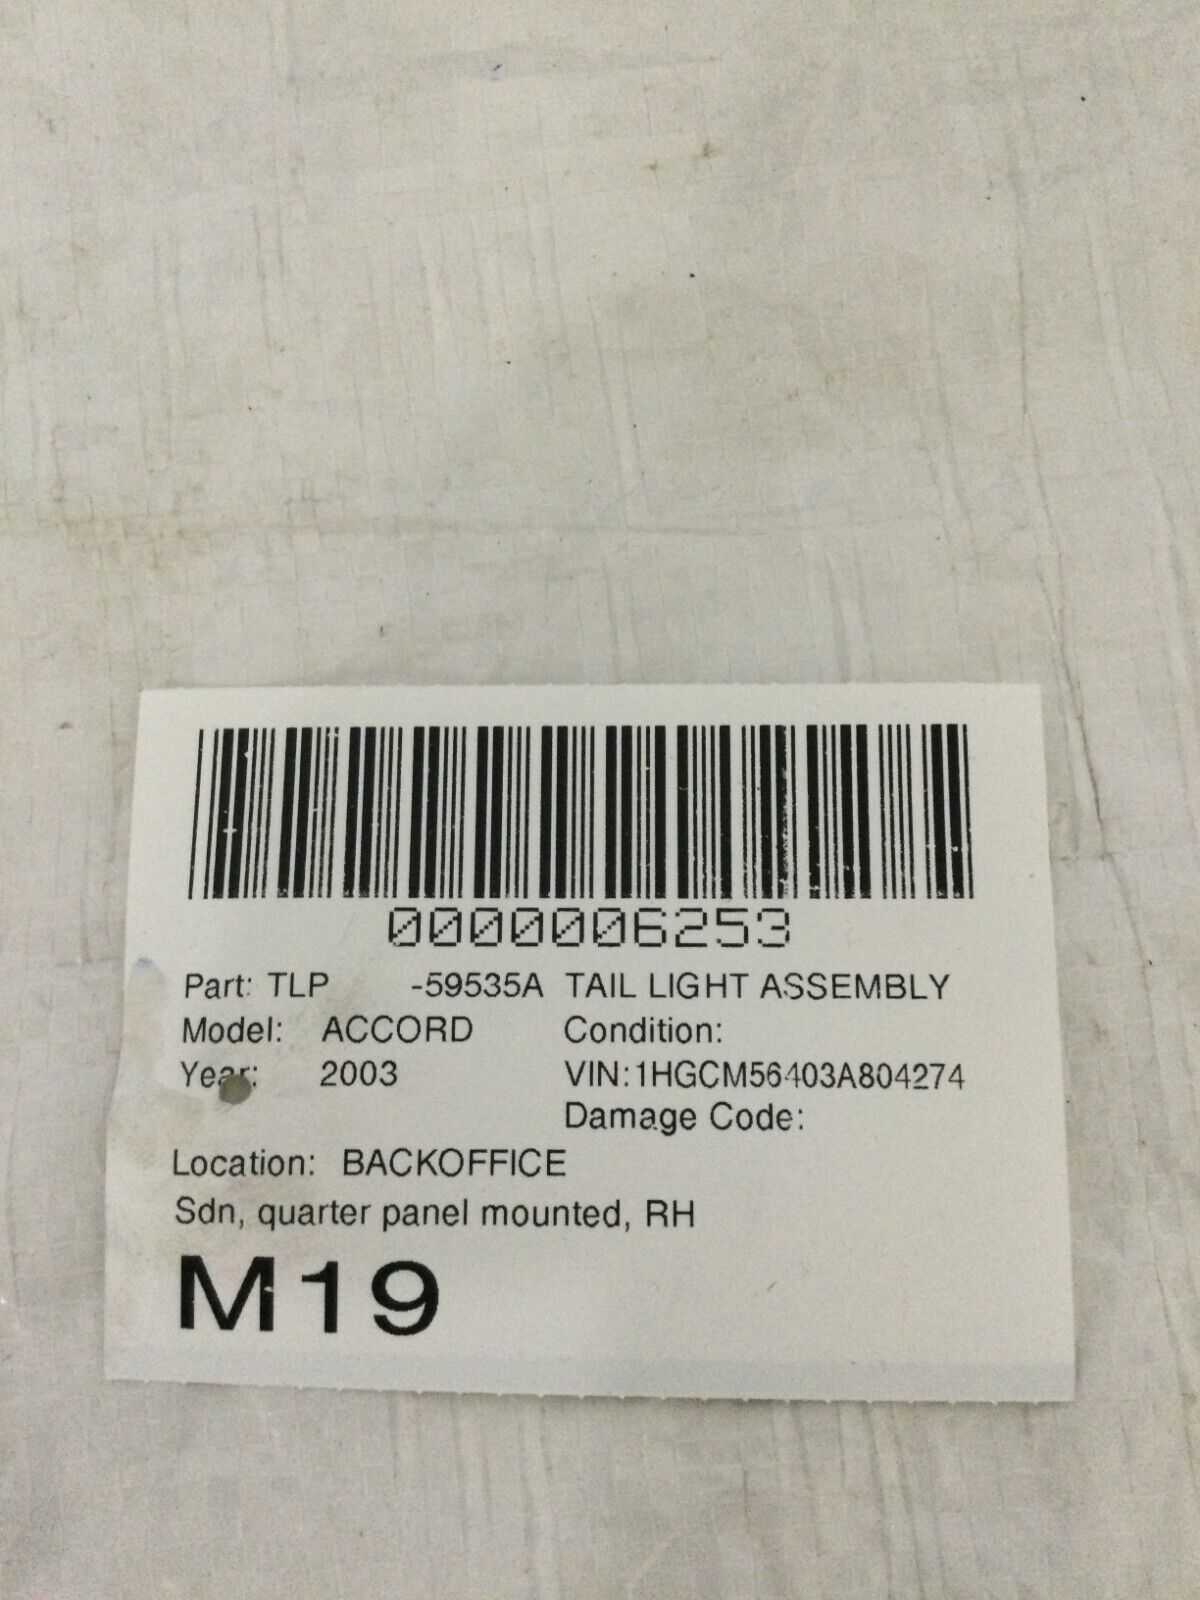 0000006253
Part: TLP -59535A TAIL LIGHT ASSEMBLY
Model: ACCORD Condition:
Year: 2003 VIN:1HGCM56403A804274
Damage Code:
Location: BACKOFFICE
Sdn, quarter panel mounted, RH
M19